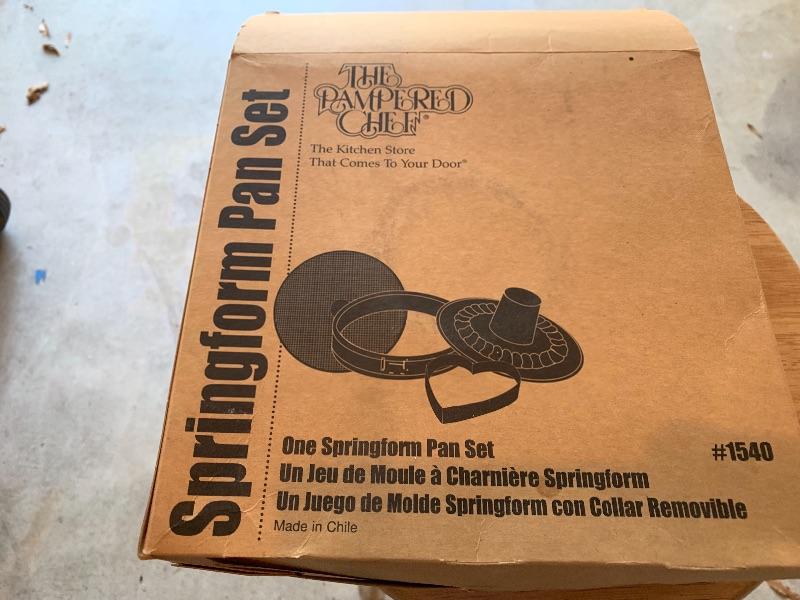 Springform Pan Set
THE
PAMPERED
CHEF®
The Kitchen Store
That Comes To Your Door®
One Springform Pan Set
#1540
Un Jeu de Moule à Charnière Springform
Un Juego de Molde Springform con Collar Removible
Made in Chile